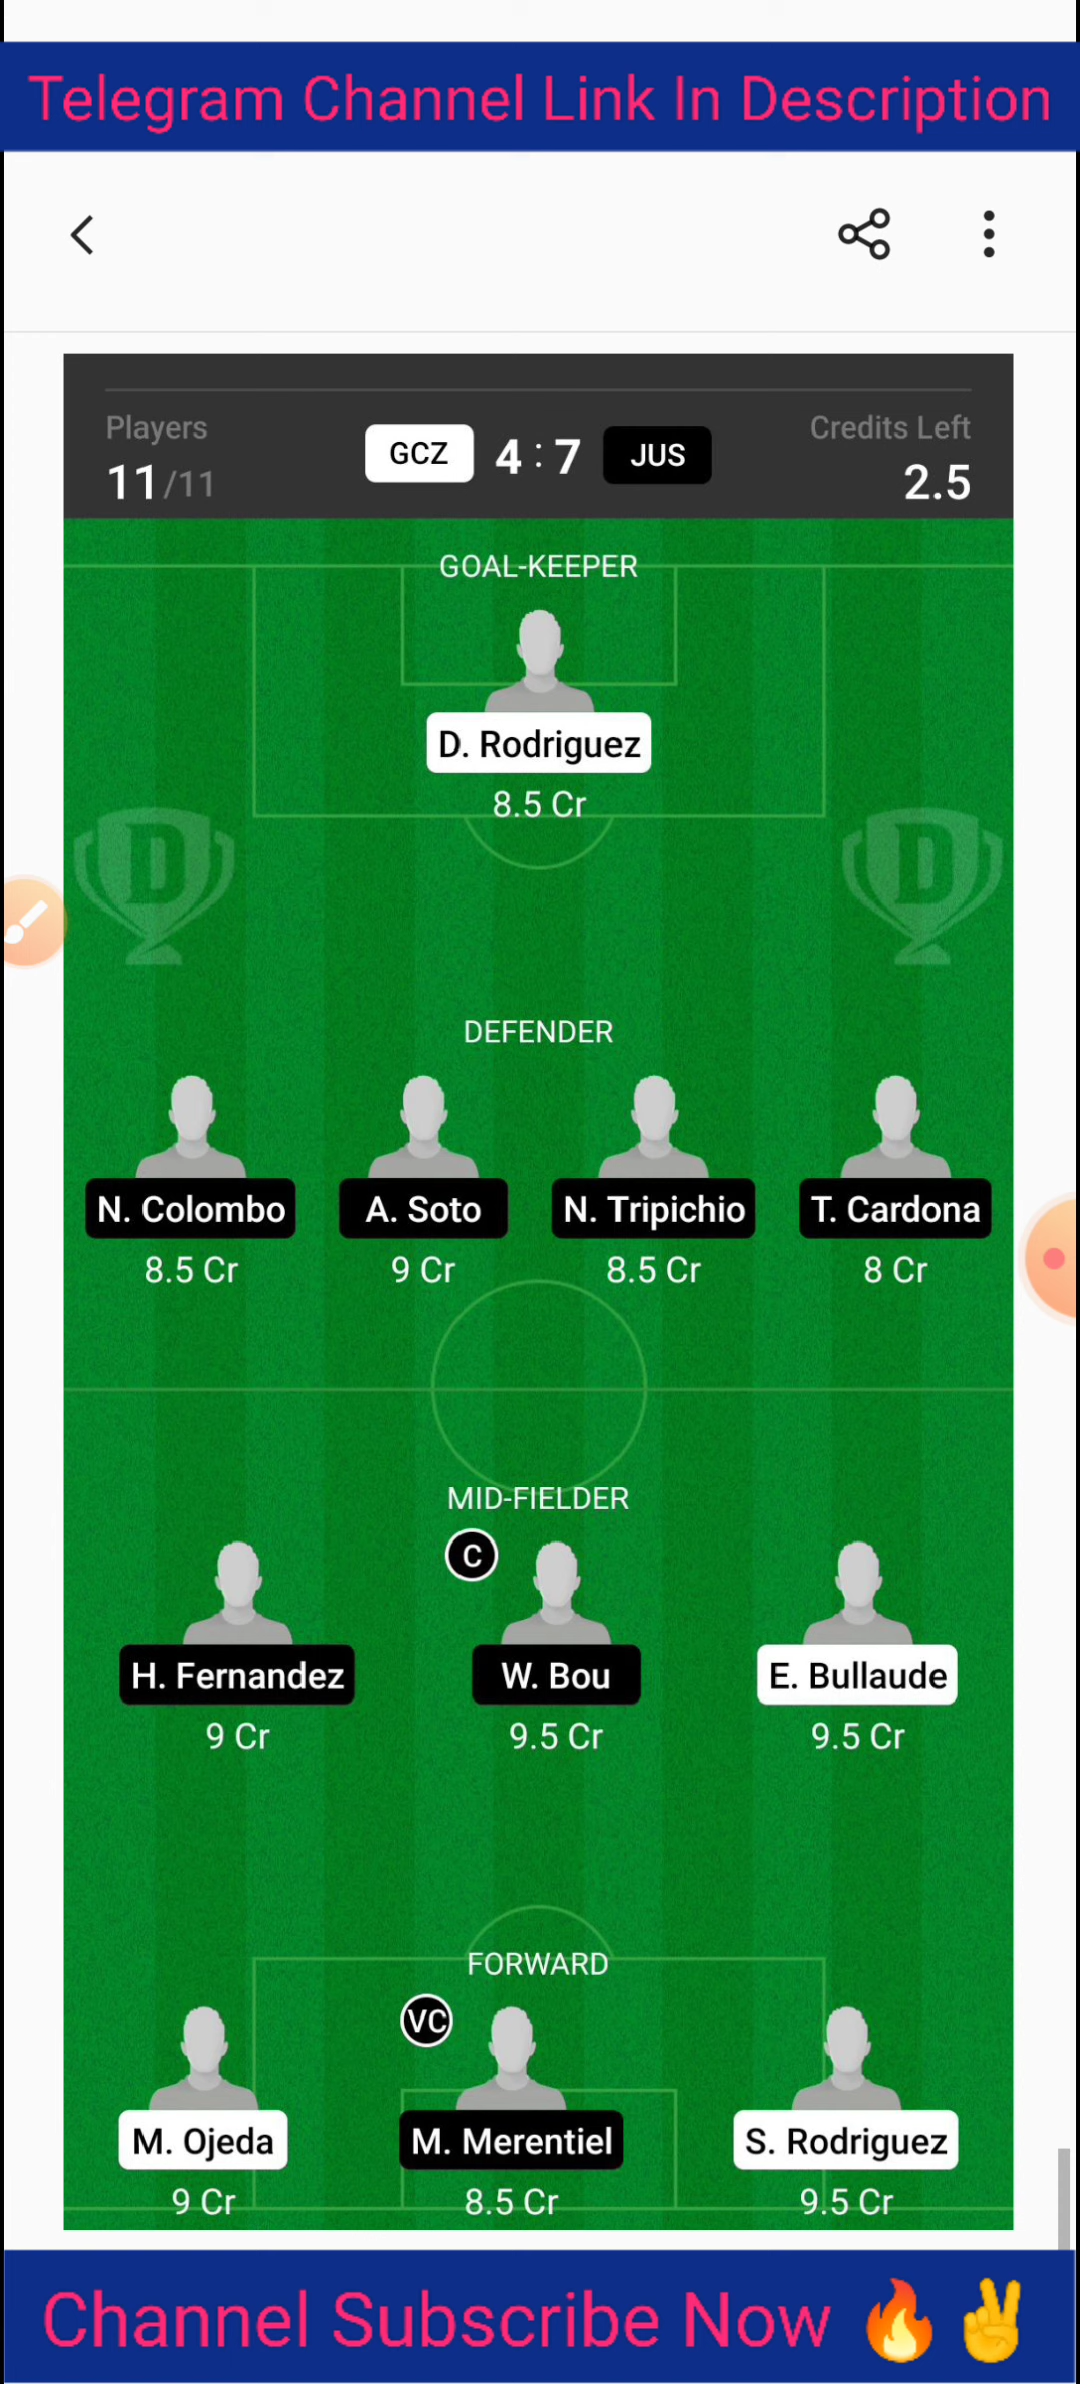 Telegram Channel Link In Description
Players
11/11
GCZ 4 : 7 JUS
Credits Left
2.5
GOAL-KEEPER
D. Rodriguez
8.5 Cr
D D
DEFENDER
N. Colombo A. Soto N. Tripichio T. Cardona
8.5 Cr 9 Cr 8.5 Cr 8 Cr
MID-FIELDER
C
H. Fernandez W. Bou E. Bullaude
9 Cr 9.5 Cr 9.5 Cr
FORWARD
VC
M. Ojeda M. Merentiel S. Rodriguez
9 Cr 8.5 Cr 9.5 Cr
Channel Subscribe Now 🔥✌️